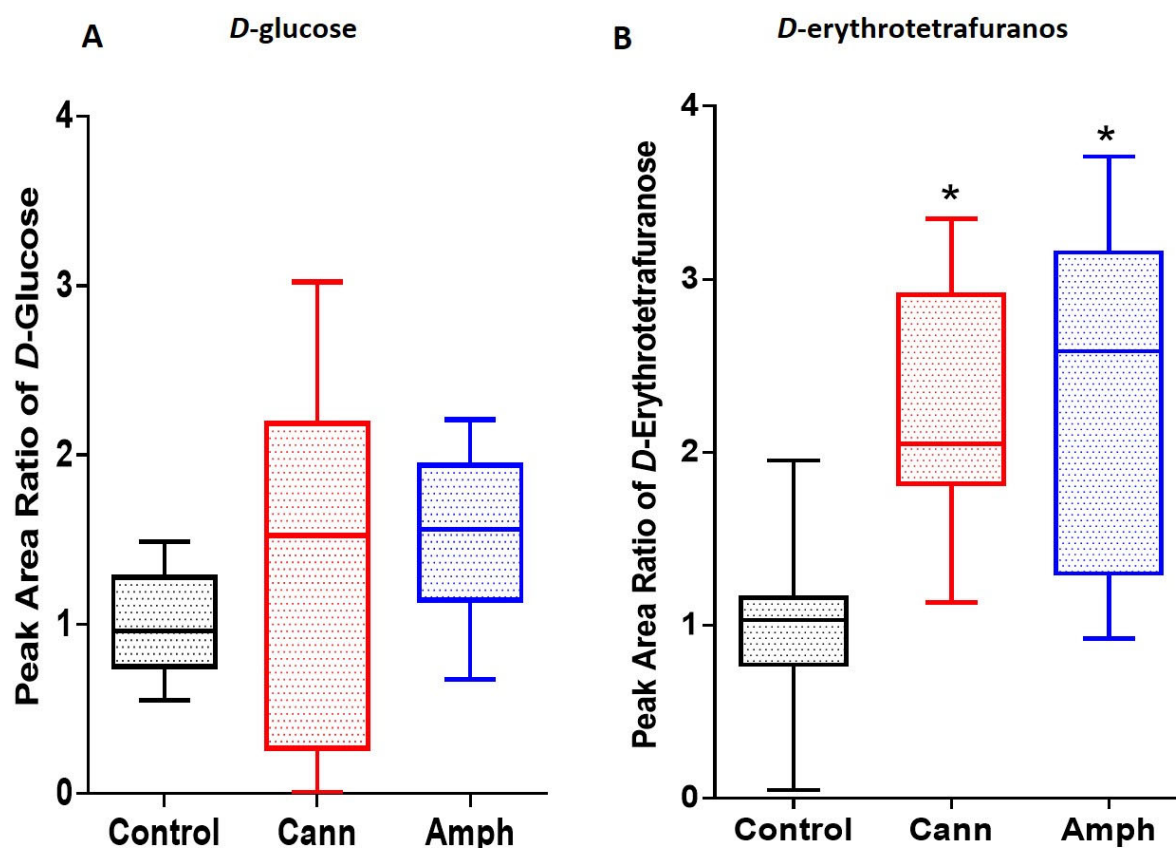 A
D-glucose
Peak Area Ratio of D-Glucose
4
3
2
1
0
Control Cann Amph
B
D-erythrotetrafuranos
Peak Area Ratio of D-Erythrotetrafuranose
4
3
2
1
0
*
*
Control Cann Amph